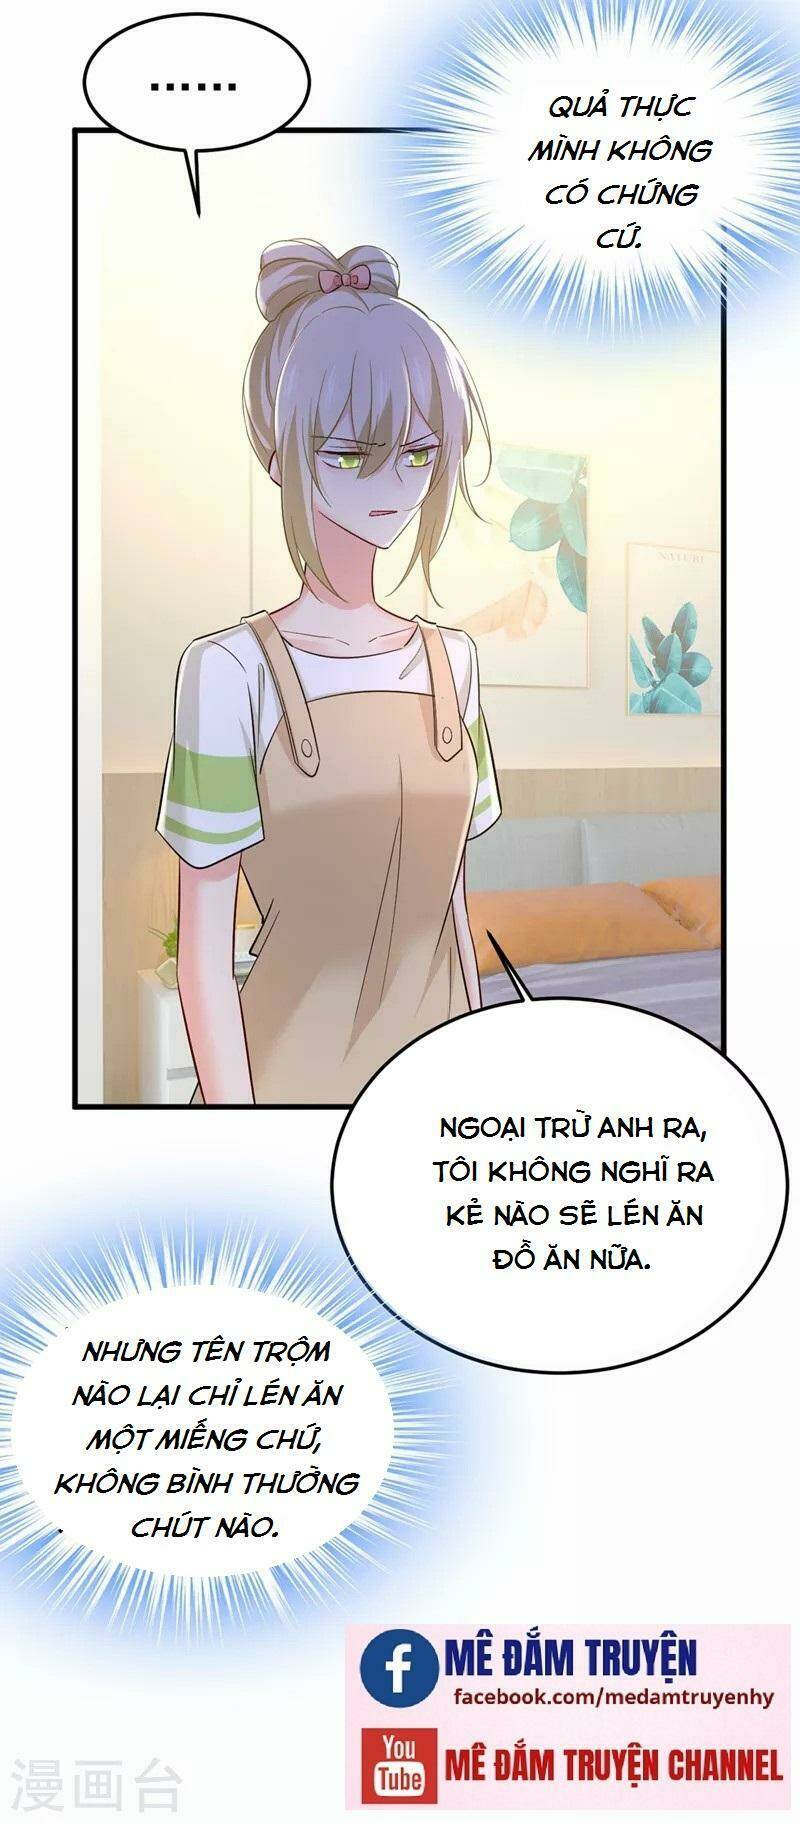 ......
QUẢ THỰC
MÌNH KHÔNG
CÓ CHỨNG
CỨ.
NATURE
NGOẠI TRỪ ANH RA,
TÔI KHÔNG NGHĨ RA
KẺ NÀO SẼ LÉN ĂN
ĐỒ ĂN NỮA.
NHƯNG TÊN TRỘM
NÀO LẠI CHỈ LÉN ĂN
MỘT MIẾNG CHỨ,
KHÔNG BÌNH THƯỜNG
CHÚT NÀO.
f MÊ ĐẮM TRUYỆN
facebook.com/medamtruyenhy
You
Tube
MÊ ĐẮM TRUYỆN CHANNEL
漫画台